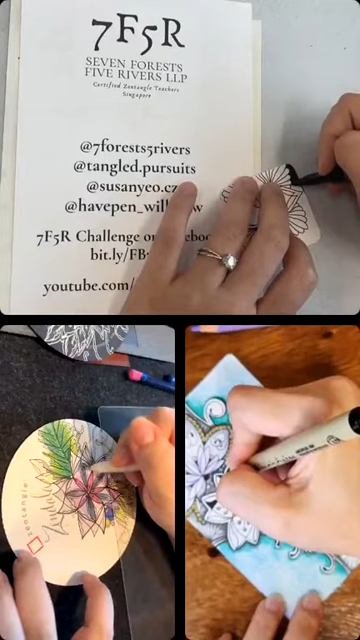 7F5R
SEVEN FORESTS
FIVE RIVERS LLP
Certified Zentangle Teachers
Singapore
@7forests5rivers
@tangled.pursuits
@susanyeo.cz
@havepen_will
7F5R Challenge on
bit.ly/FB
youtube.com/
zentangle